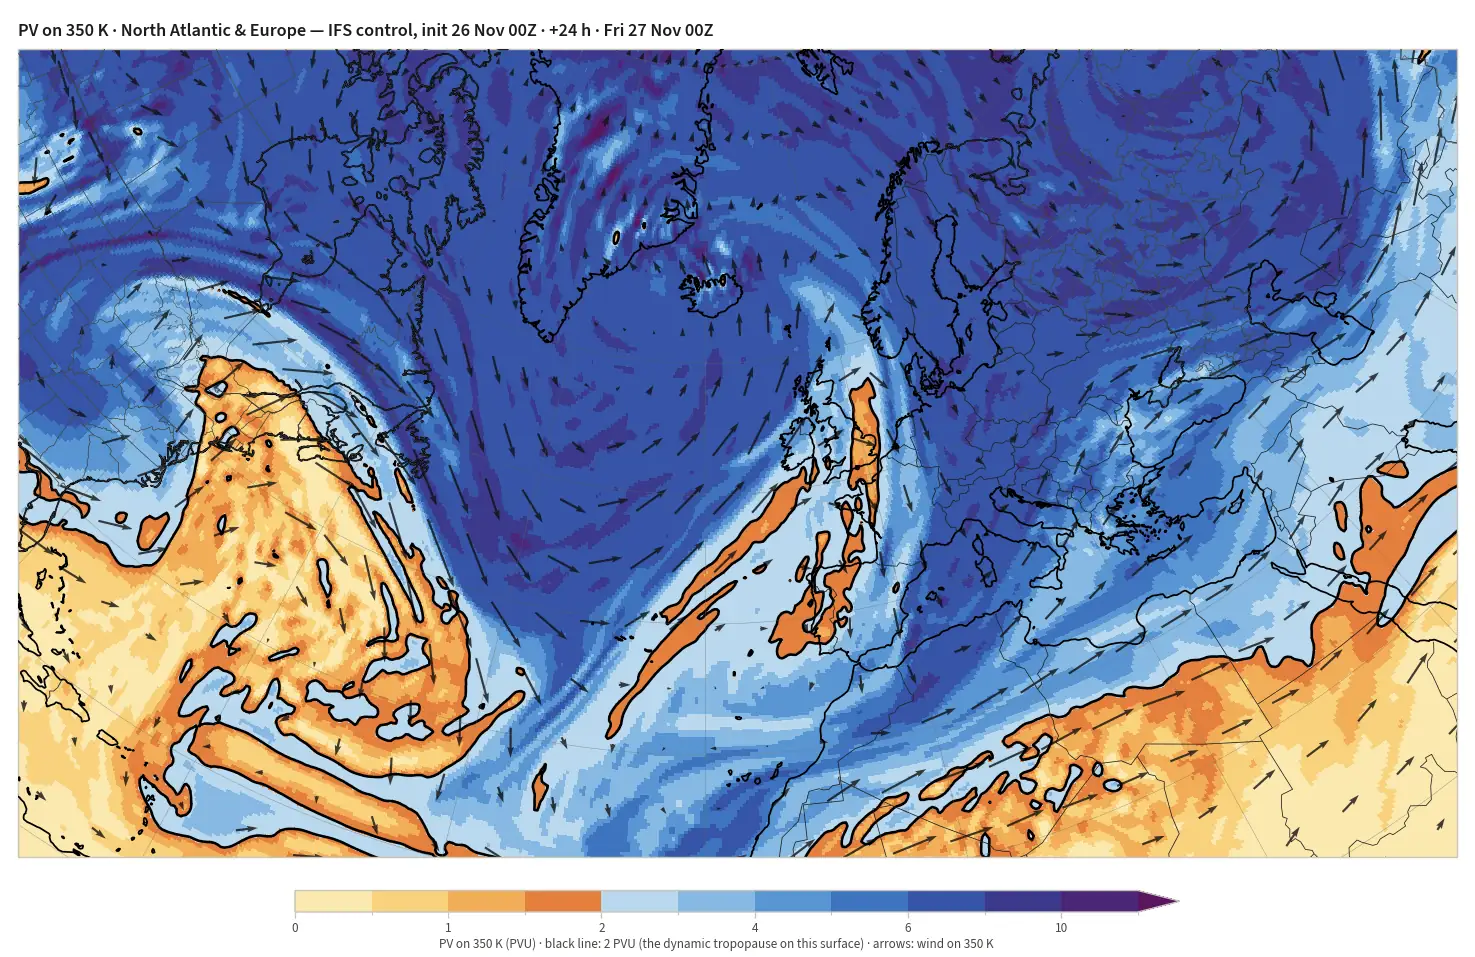 PV on 350 K · North Atlantic & Europe — IFS control, init 26 Nov 00Z · +24 h · Fri 27 Nov 00Z
0 1 2 4 6 10
PV on 350 K (PVU) · black line: 2 PVU (the dynamic tropopause on this surface) · arrows: wind on 350 K